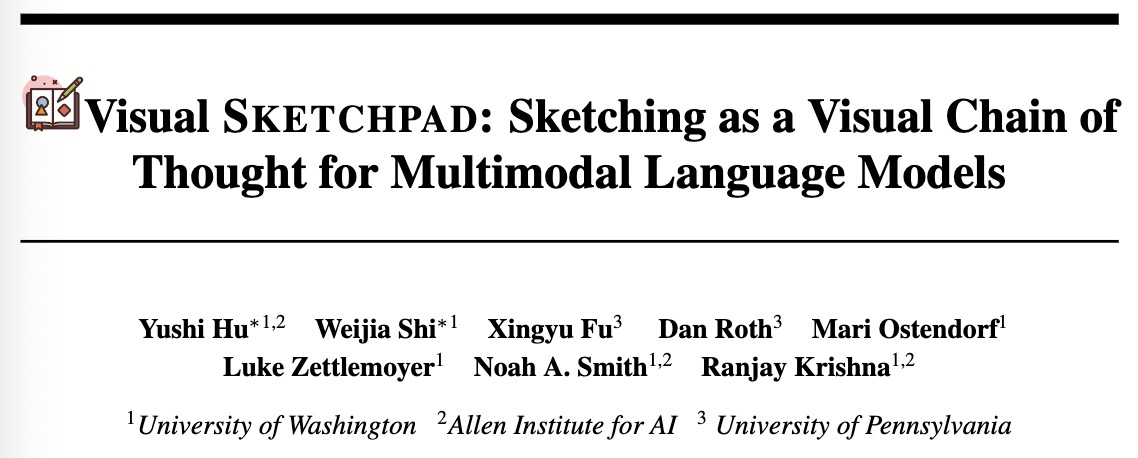 Visual SKETCHPAD: Sketching as a Visual Chain of
Thought for Multimodal Language Models
Yushi Hu*1,2 Weijia Shi*1 Xingyu Fu3 Dan Roth3 Mari Ostendorf1
Luke Zettlemoyer1 Noah A. Smith1,2 Ranjay Krishna1,2
1University of Washington 2Allen Institute for AI 3 University of Pennsylvania